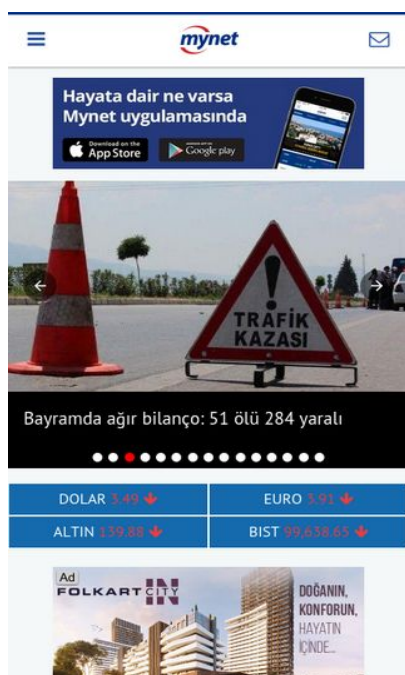 mynet
Hayata dair ne varsa
Mynet uygulamasında
Download on the
App Store
Google play
TRAFİK
KAZASI
Bayramda ağır bilanço: 51 ölü 284 yaralı
DOLAR 3.49
EURO 3.91
ALTIN 139.88
BIST 99,638.65
Ad
FOLKART IN CITY
DOĞANIN,
KONFORUN,
HAYATIN
İÇİNDE...